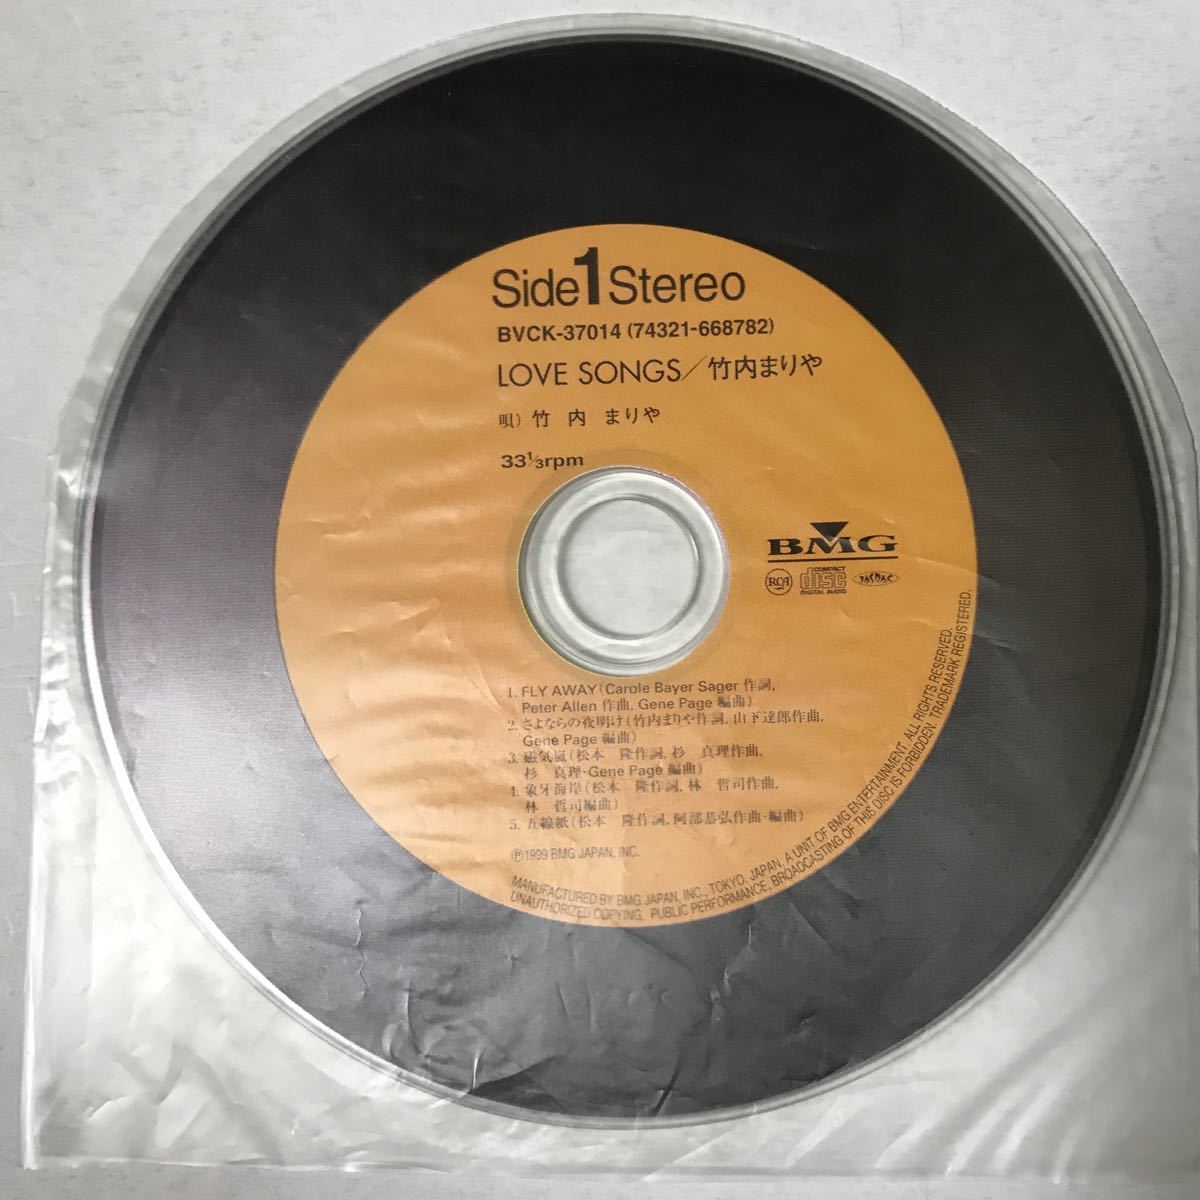 Side1Stereo
BVCK-37014 (74321-668782)
LOVE SONGS／竹内まりや
唄）竹 内 まりや
33⅓rpm
BMG
RCA
COMPACT
disc
DIGITAL AUDIO
JASRAC
1. FLY AWAY (Carole Bayer Sager 作詞,
Peter Allen 作曲, Gene Page 編曲)
2. さよならの夜明け (竹内まりや作詞, 山下達郎作曲,
Gene Page 編曲)
3. 磁気嵐 (松本　隆作詞, 杉　真理作曲,
杉　真理・Gene Page 編曲)
4. 象牙海岸 (松本　隆作詞, 林　哲司作曲,
林　哲司編曲)
5. 五線紙 (松本　隆作詞, 阿部恭弘作曲・編曲)
Ⓟ1999 BMG JAPAN, INC.
MANUFACTURED BY BMG JAPAN, INC., TOKYO, JAPAN, A UNIT OF BMG ENTERTAINMENT. ALL RIGHTS RESERVED.
UNAUTHORIZED COPYING, PUBLIC PERFORMANCE, BROADCASTING OF THIS DISC IS FORBIDDEN. TRADEMARK REGISTERED.